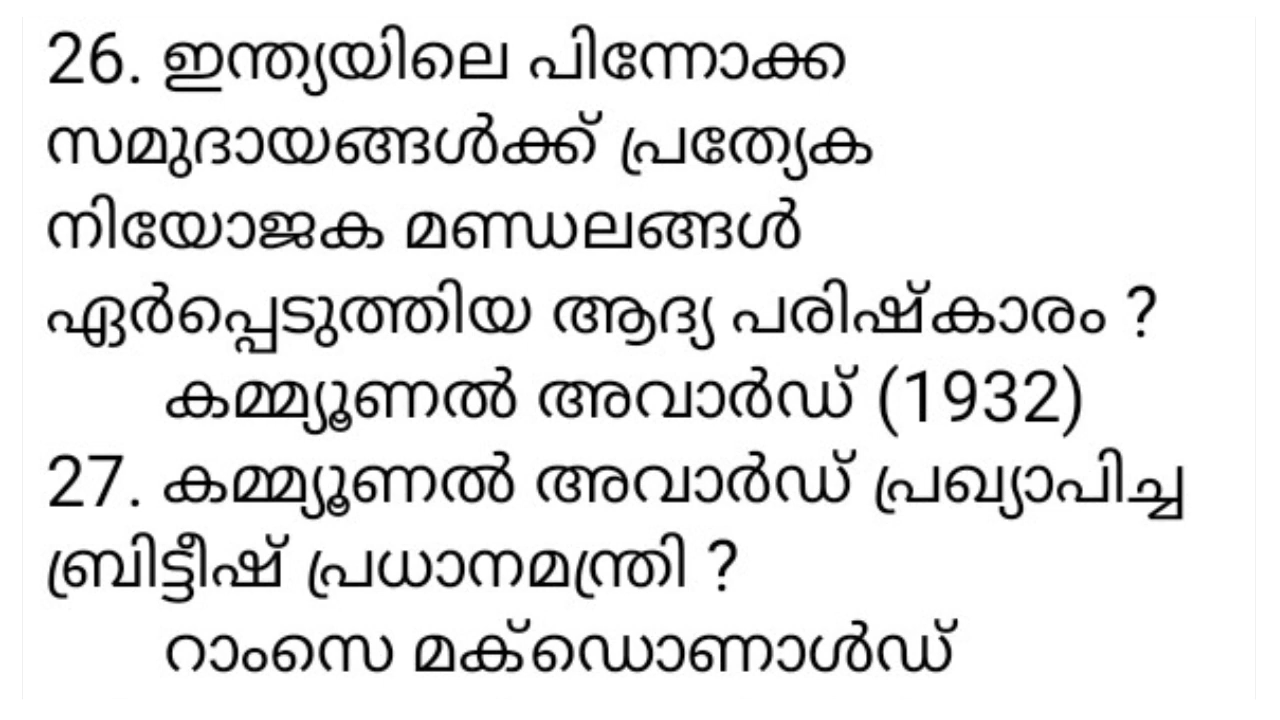 26. ഇന്ത്യയിലെ പിന്നോക്ക
സമുദായങ്ങൾക്ക് പ്രത്യേക
നിയോജക മണ്ഡലങ്ങൾ
ഏർപ്പെടുത്തിയ ആദ്യ പരിഷ്കാരം ?
കമ്മ്യൂണൽ അവാർഡ് (1932)
27. കമ്മ്യൂണൽ അവാർഡ് പ്രഖ്യാപിച്ച
ബ്രിട്ടീഷ് പ്രധാനമന്ത്രി ?
റാംസെ മക്ഡൊണാൾഡ്